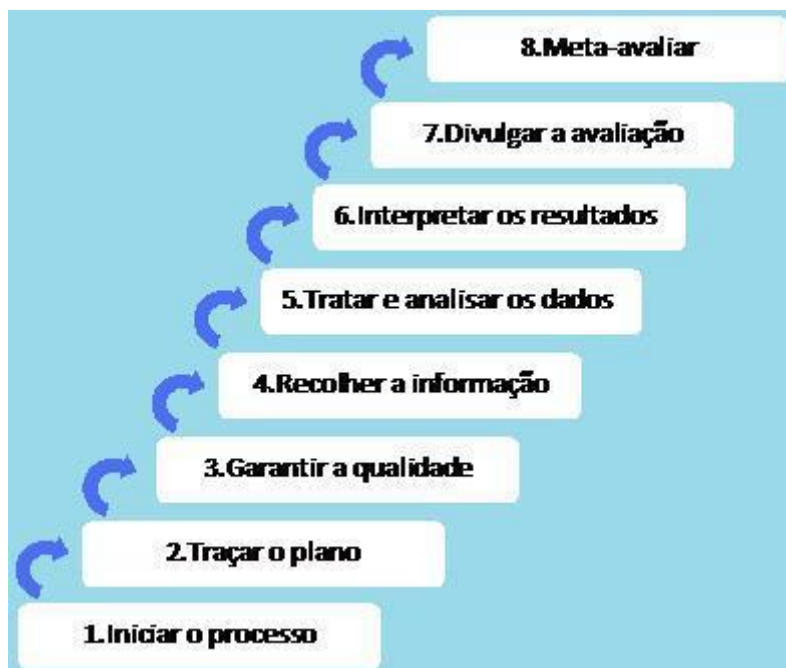 8.Meta-avaliar
7.Divulgar a avaliação
6.Interpretar os resultados
5.Tratar e analisar os dados
4.Recolher a informação
3.Garantir a qualidade
2.Traçar o plano
1.Iniciar o processo